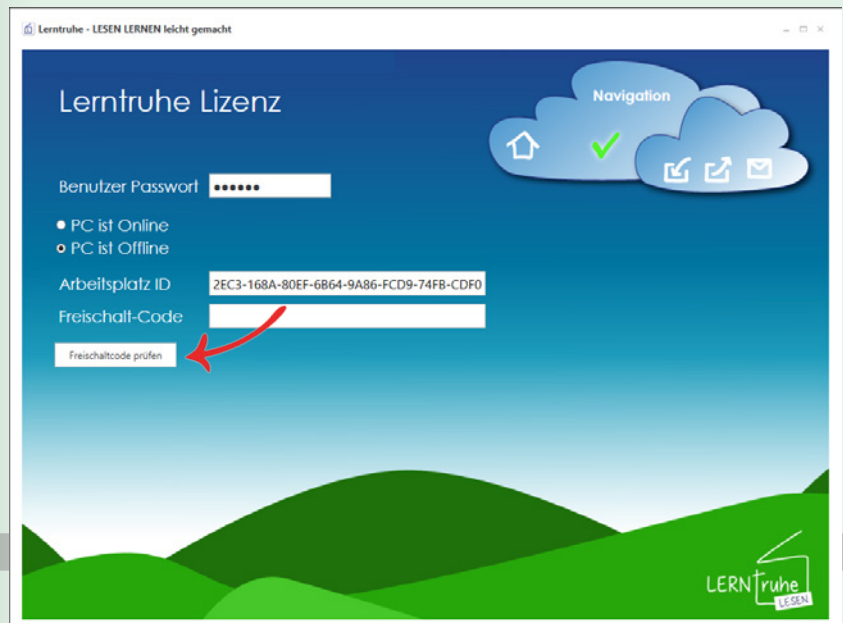 Lerntruhe - LESEN LERNEN leicht gemacht
Lerntruhe Lizenz
Navigation
Benutzer Passwort ••••••
PC ist Online
PC ist Offline
Arbeitsplatz ID 2EC3-168A-80EF-6B64-9A86-FCD9-74FB-CDF0
Freischalt-Code
Freischaltcode prüfen
LERNTruhe
LESEN